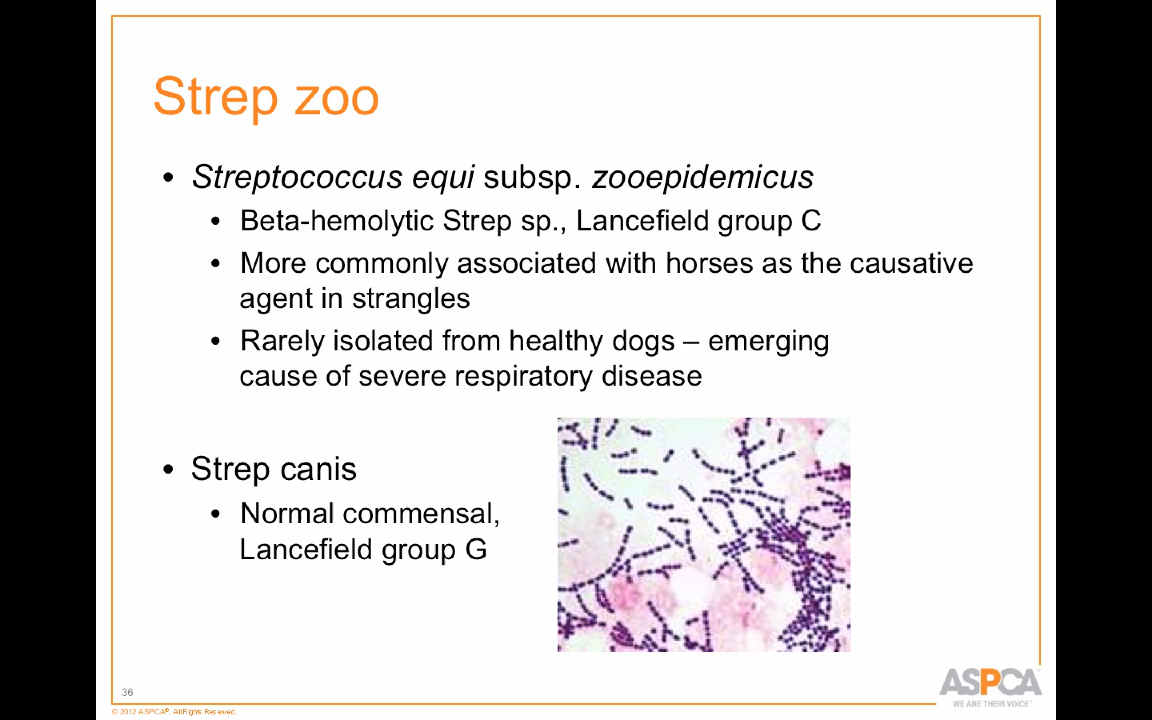 Strep zoo
• Streptococcus equi subsp. zooepidemicus
• Beta-hemolytic Strep sp., Lancefield group C
• More commonly associated with horses as the causative
agent in strangles
• Rarely isolated from healthy dogs – emerging
cause of severe respiratory disease
• Strep canis
• Normal commensal,
Lancefield group G
36
© 2012 ASPCA® All Rights Reserved.
ASPCA
WE ARE THEIR VOICE.